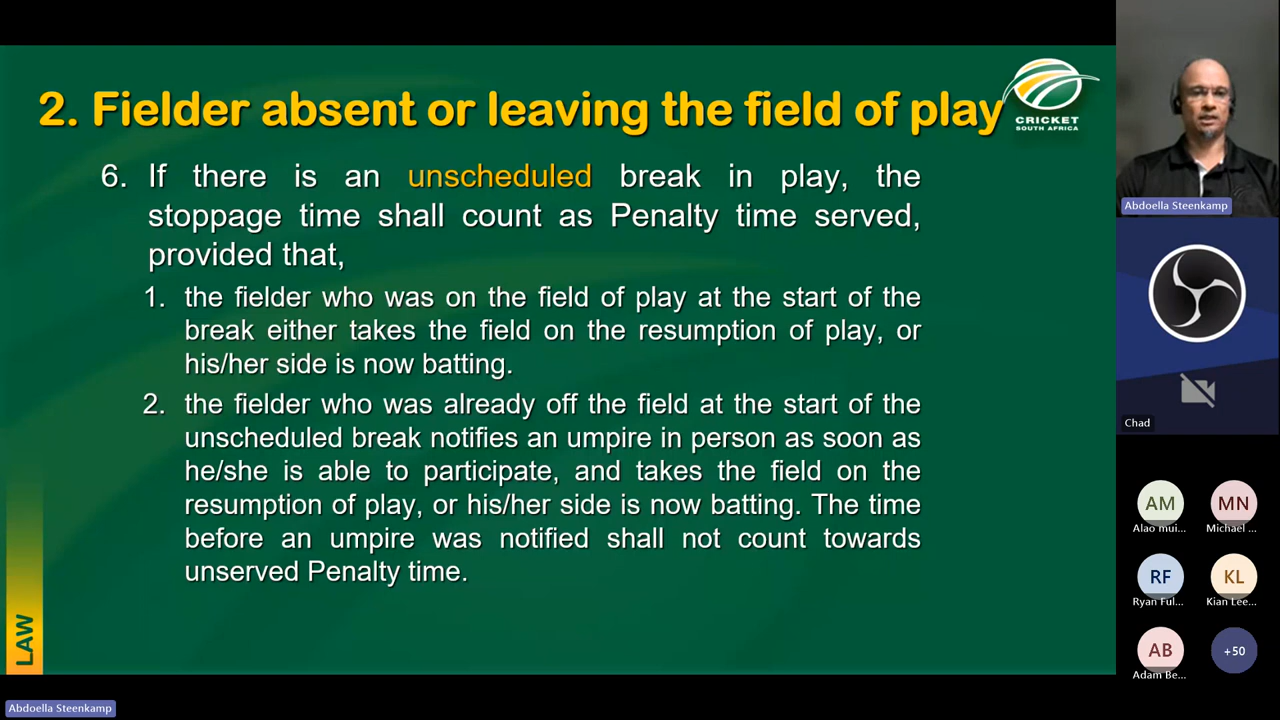 2. Fielder absent or leaving the field of play
CRICKET
SOUTH AFRICA
6. If there is an unscheduled break in play, the
stoppage time shall count as Penalty time served,
provided that,
1. the fielder who was on the field of play at the start of the
break either takes the field on the resumption of play, or
his/her side is now batting.
2. the fielder who was already off the field at the start of the
unscheduled break notifies an umpire in person as soon as
he/she is able to participate, and takes the field on the
resumption of play, or his/her side is now batting. The time
before an umpire was notified shall not count towards
unserved Penalty time.
LAW
Abdoella Steenkamp
Abdoella Steenkamp
Chad
AM
Alao mui...
MN
Michael ...
RF
Ryan Ful...
KL
Kian Lee...
AB
Adam Be...
+50